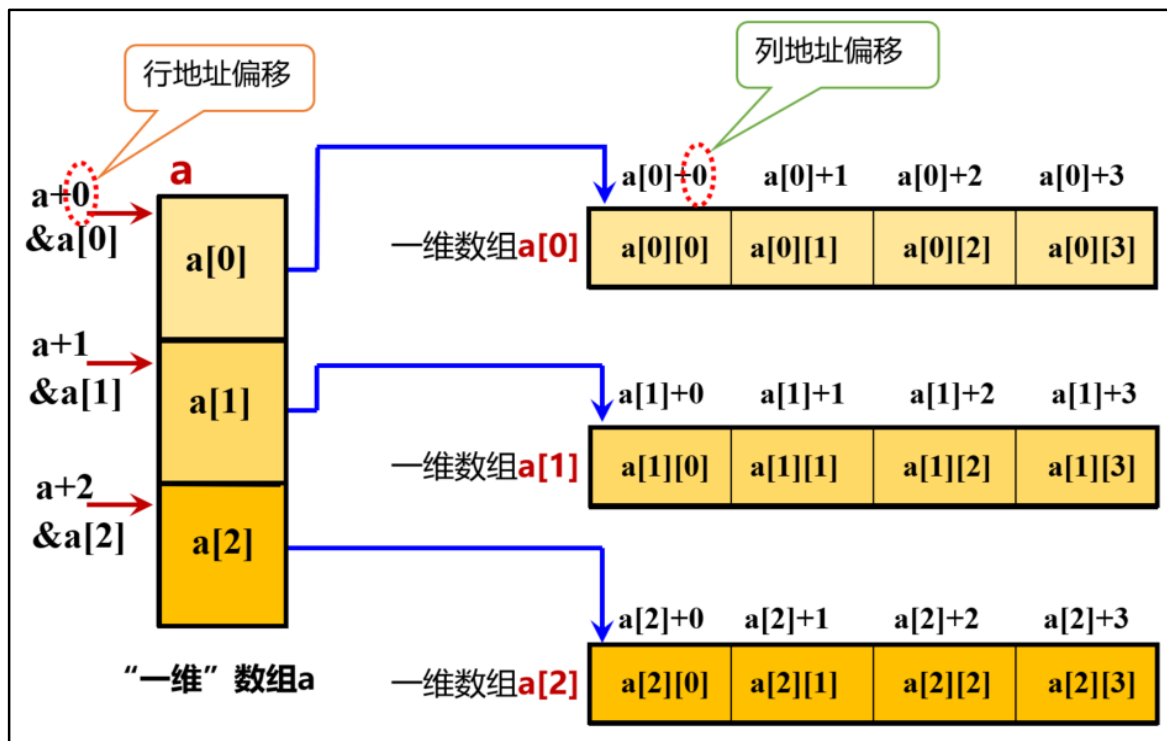 行地址偏移
列地址偏移
a
a+0
&a[0]
a[0]
a+1
&a[1]
a[1]
a+2
&a[2]
a[2]
“一维”数组a
a[0]+0 a[0]+1 a[0]+2 a[0]+3
一维数组a[0] a[0][0] a[0][1] a[0][2] a[0][3]
a[1]+0 a[1]+1 a[1]+2 a[1]+3
一维数组a[1] a[1][0] a[1][1] a[1][2] a[1][3]
a[2]+0 a[2]+1 a[2]+2 a[2]+3
一维数组a[2] a[2][0] a[2][1] a[2][2] a[2][3]